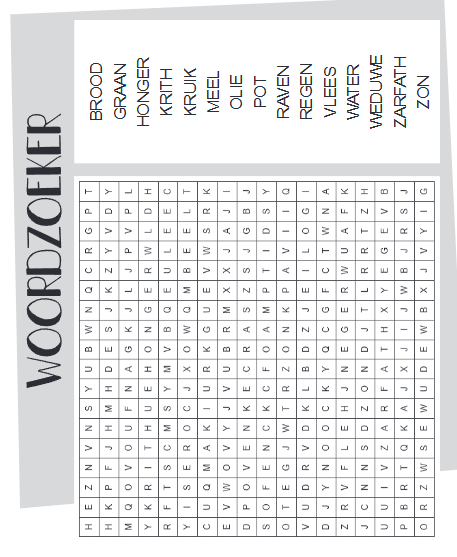 WOORDZOEKER
H E Z N V N S Y U B W N Q C R G P T
H K P F J H M H D E S J K Z Y V D Y
M Q O V O U F N A G K J L J P V P L
Y K R I T H U E H O N G E R W L D H
R F T S C M S Y M V B Q E U L E E C
Y I S E R O C J X O W Q M B E E L T
C U Q M A K I U R K G U E V W S R K
E V W O V Y J V U B R M X X J A J I
D P O V E N K E C R A S Z S J G B J
S O F E N C K C F O A M P T I D S Y
O T E G J W T R Z O N K P A V I I Q
V U D R V D K L B D Z J E I L O G I
D J Y N O O C K Y Q C G F C T W N A
Z R V F L E H J N E G E R W U A F K
J C N N S D Z O N D J T L R R T Z H
U U I V Z A R F A T H X Y E G E V B
P B R T Q K A J X J I J W B J R S J
O R Z W S E W U D E W B X J V Y I G
BROOD
GRAAN
HONGER
KRITH
KRUIK
MEEL
OLIE
POT
RAVEN
REGEN
VLEES
WATER
WEDUWE
ZARFATH
ZON